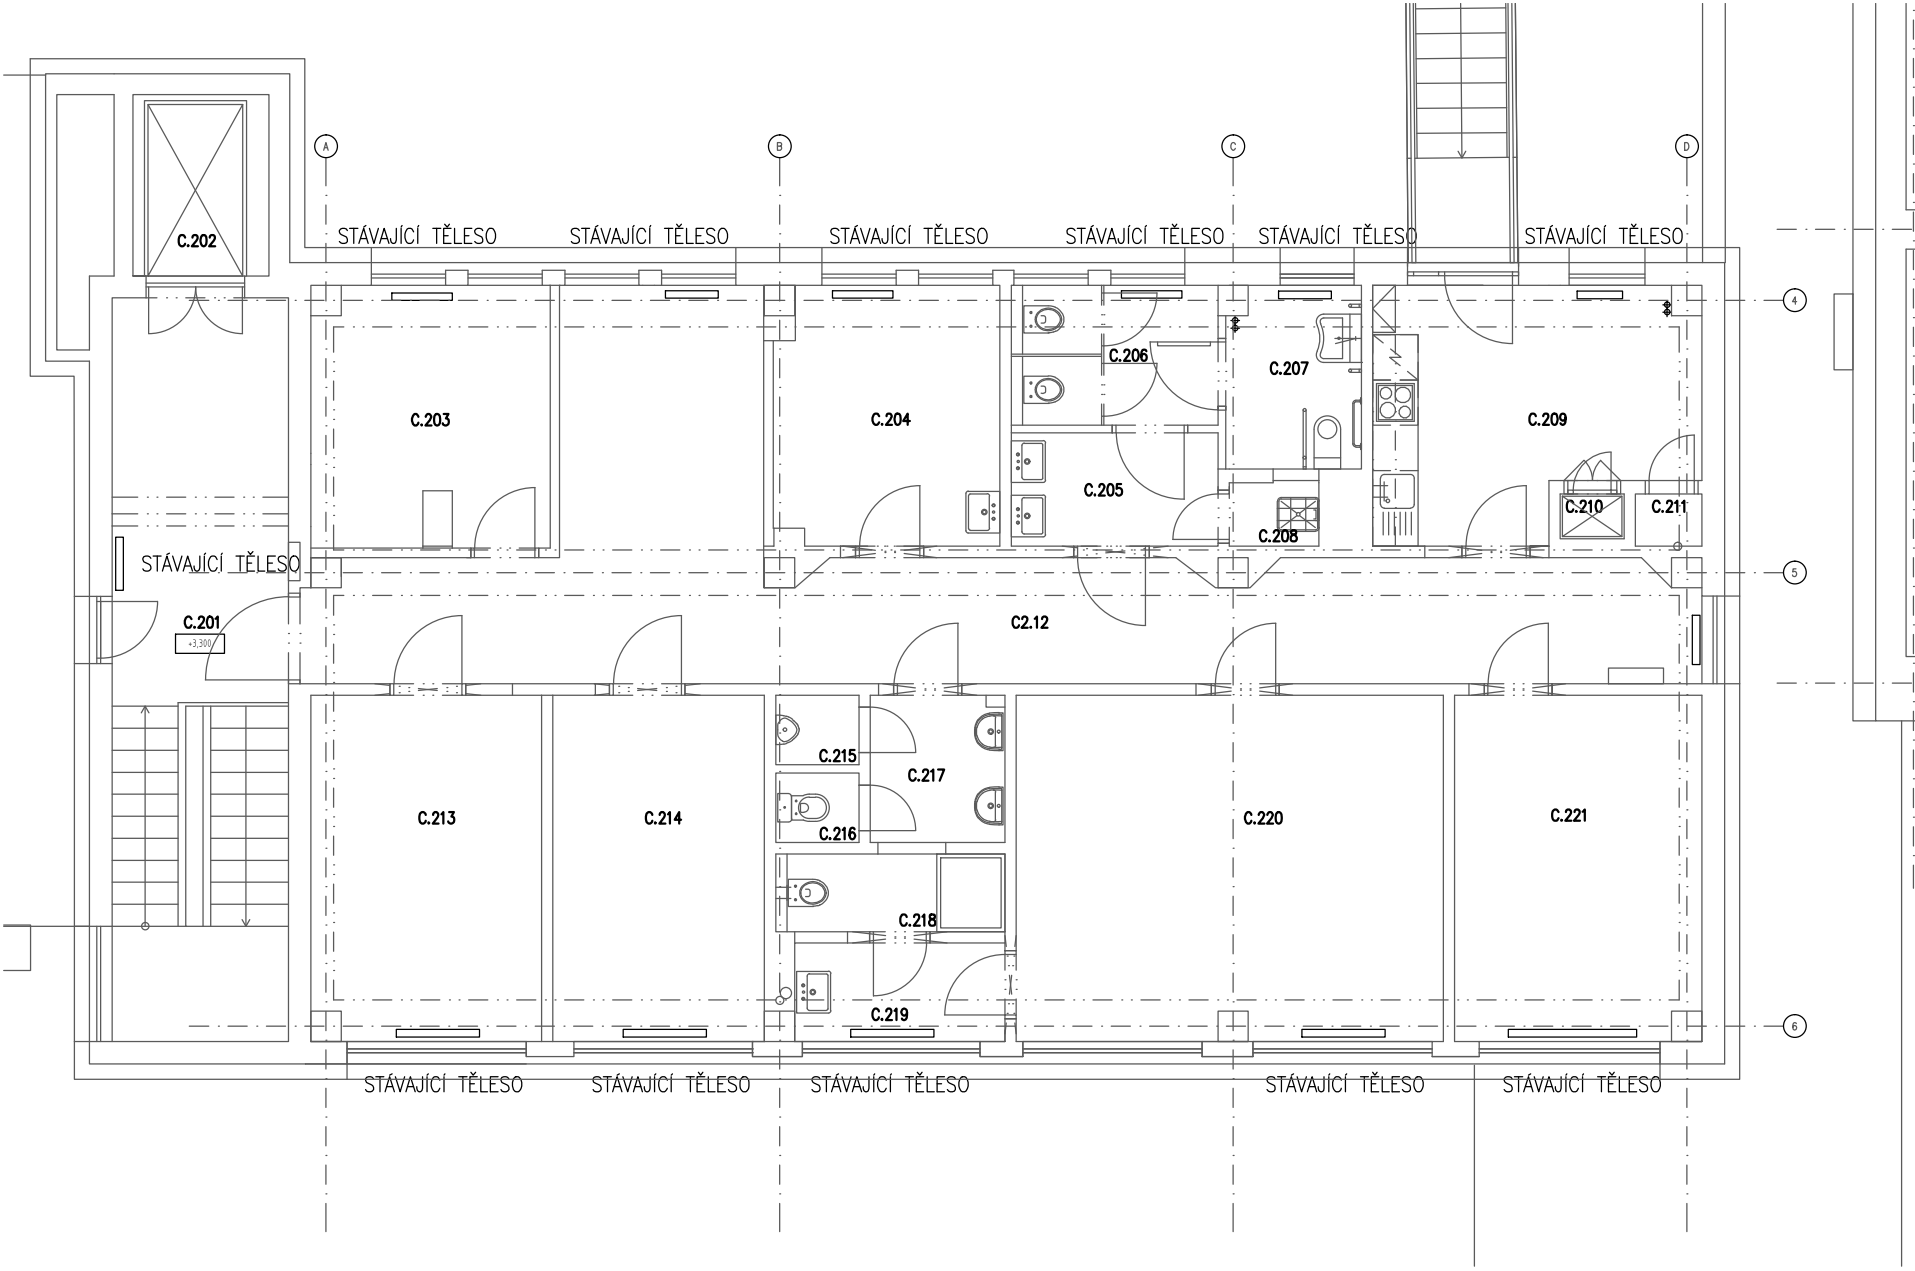 A
B
C
D
C.202
STÁVAJÍCÍ TĚLESO
STÁVAJÍCÍ TĚLESO
STÁVAJÍCÍ TĚLESO
STÁVAJÍCÍ TĚLESO
STÁVAJÍCÍ TĚLESO
STÁVAJÍCÍ TĚLESO
4
C.206
C.207
C.203
C.204
C.209
C.205
C.210
C.211
C.208
STÁVAJÍCÍ TĚLESO
5
C.201
+3,300
C2.12
C.215
C.217
C.213
C.214
C.216
C.220
C.221
C.218
C.219
6
STÁVAJÍCÍ TĚLESO
STÁVAJÍCÍ TĚLESO
STÁVAJÍCÍ TĚLESO
STÁVAJÍCÍ TĚLESO
STÁVAJÍCÍ TĚLESO